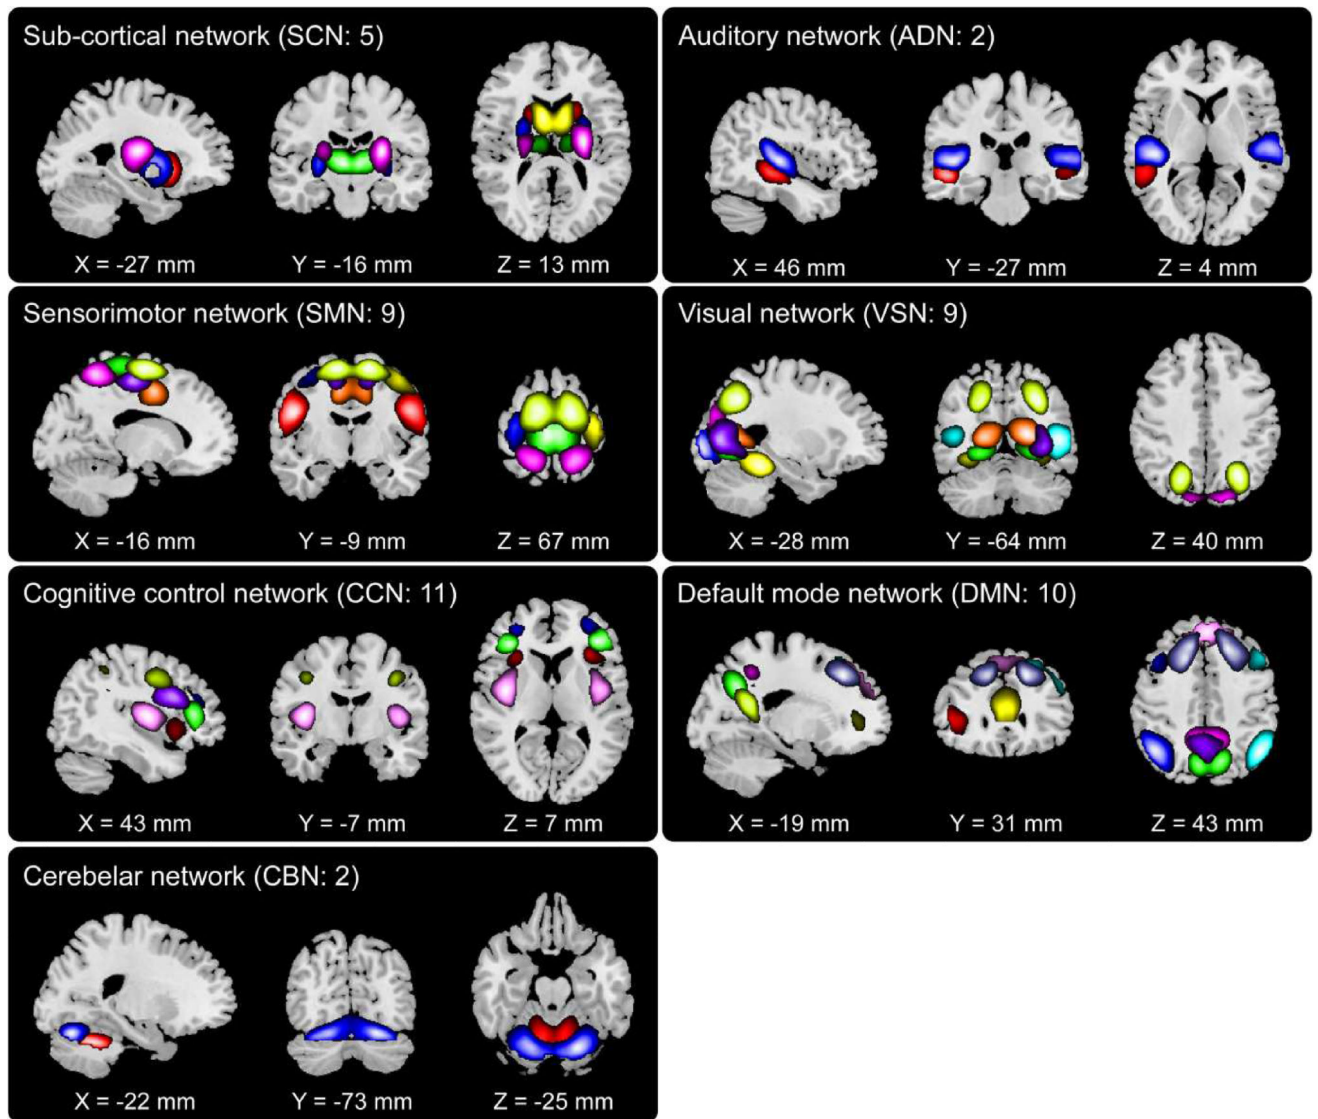 Sub-cortical network (SCN: 5)
X = -27 mm Y = -16 mm Z = 13 mm
Auditory network (ADN: 2)
X = 46 mm Y = -27 mm Z = 4 mm
Sensorimotor network (SMN: 9)
X = -16 mm Y = -9 mm Z = 67 mm
Visual network (VSN: 9)
X = -28 mm Y = -64 mm Z = 40 mm
Cognitive control network (CCN: 11)
X = 43 mm Y = -7 mm Z = 7 mm
Default mode network (DMN: 10)
X = -19 mm Y = 31 mm Z = 43 mm
Cerebelar network (CBN: 2)
X = -22 mm Y = -73 mm Z = -25 mm